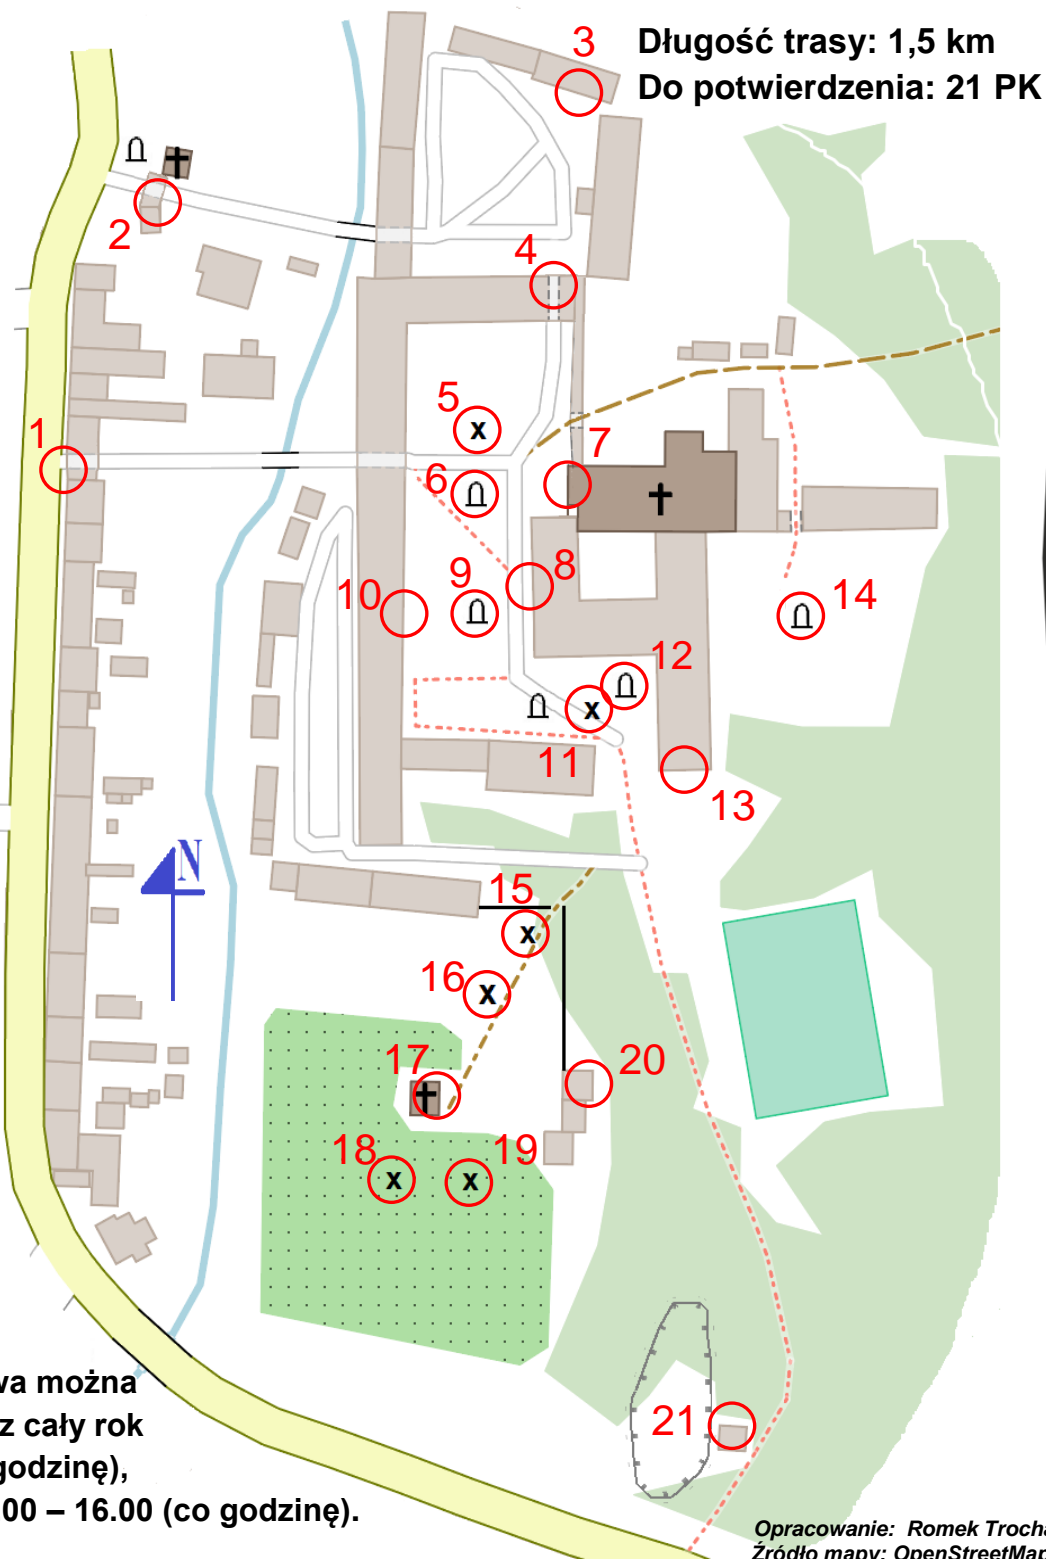 Długość trasy: 1,5 km
Do potwierdzenia: 21 PK
3
2
4
5
1
7
6
8
9
10
14
12
11
13
N
15
16
17
20
18
19
21
x
x
x
x
x
x
wa można
z cały rok
godzinę),
00 – 16.00 (co godzinę).
Opracowanie: Romek Trocha
Źródło mapy: OpenStreetMap